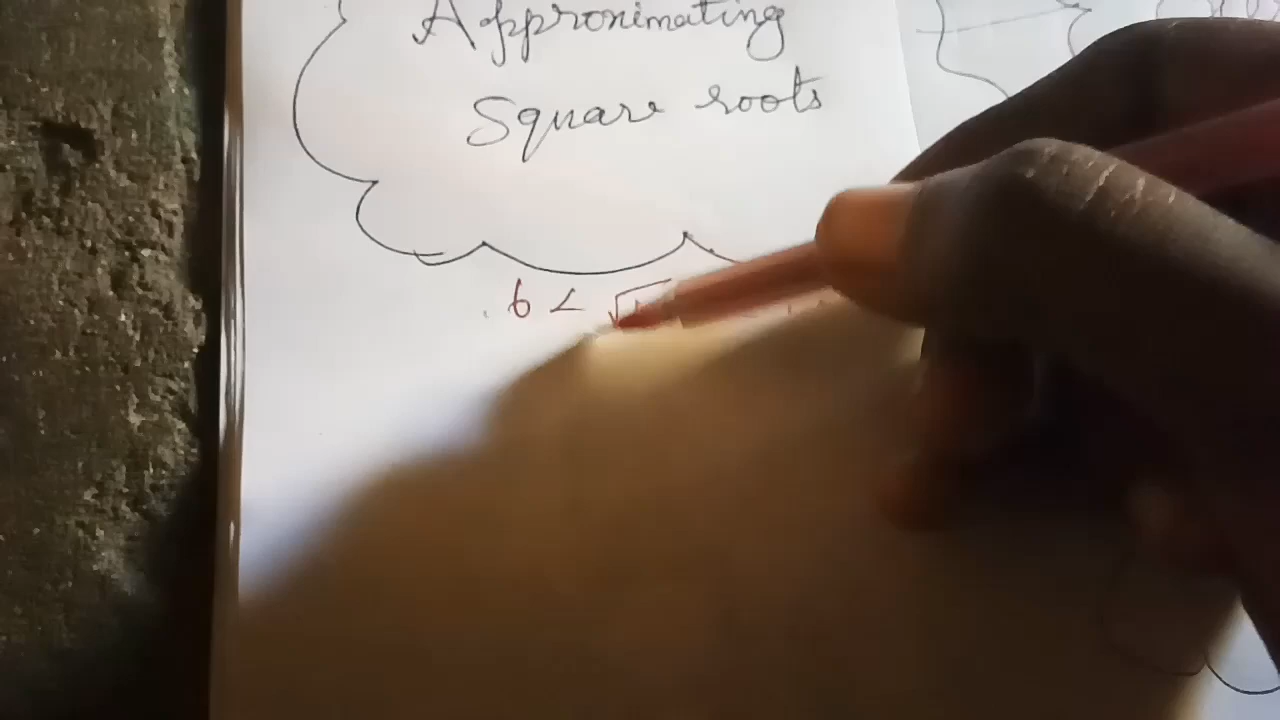 Approximating
Square roots
6 < √